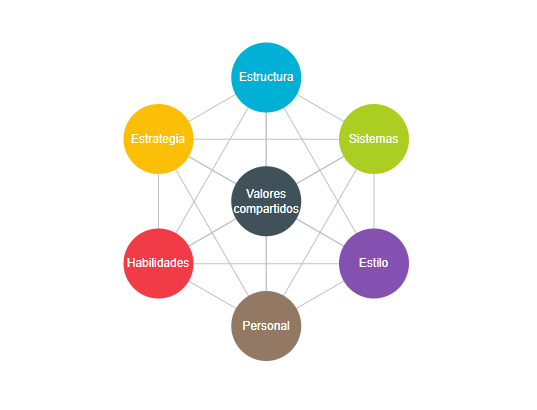 Estructura
Estrategia
Sistemas
Valores
compartidos
Habilidades
Estilo
Personal